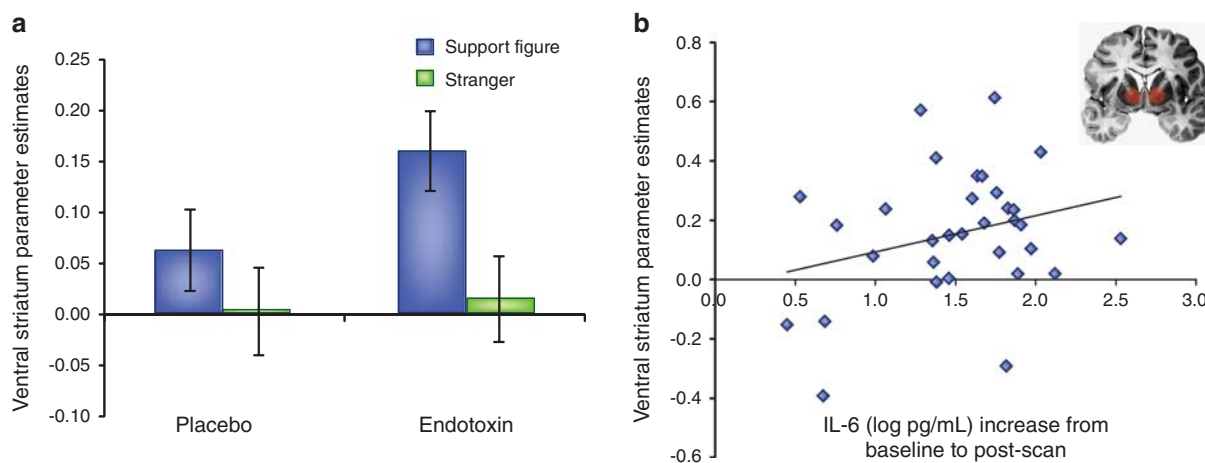 a
Support figure
Stranger
Ventral striatum parameter estimates
0.25
0.20
0.15
0.10
0.05
0.00
-0.05
-0.10
Placebo
Endotoxin
b
Ventral striatum parameter estimates
0.8
0.6
0.4
0.2
0.0
-0.2
-0.4
-0.6
0.0
0.5
1.0
1.5
2.0
2.5
3.0
IL-6 (log pg/mL) increase from
baseline to post-scan